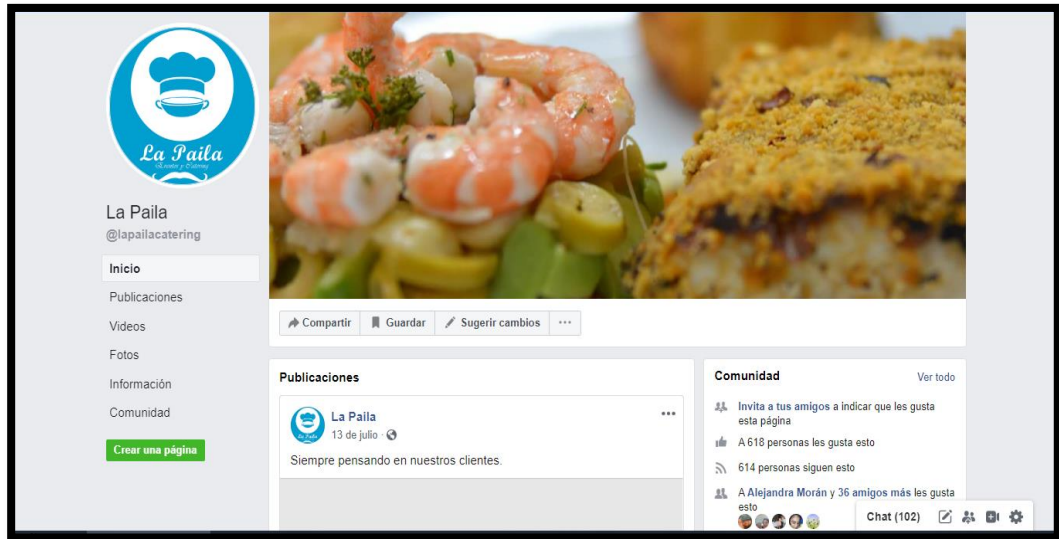 La Paila
Eventos y Catering
La Paila
@lapailacatering
Inicio
Publicaciones
Videos
Fotos
Información
Comunidad
Crear una página
Compartir
Guardar
Sugerir cambios
Publicaciones
La Paila
13 de julio
Siempre pensando en nuestros clientes.
Comunidad
Ver todo
Invita a tus amigos a indicar que les gusta
esta página
A 618 personas les gusta esto
614 personas siguen esto
A Alejandra Morán y 36 amigos más les gusta
esto
Chat (102)